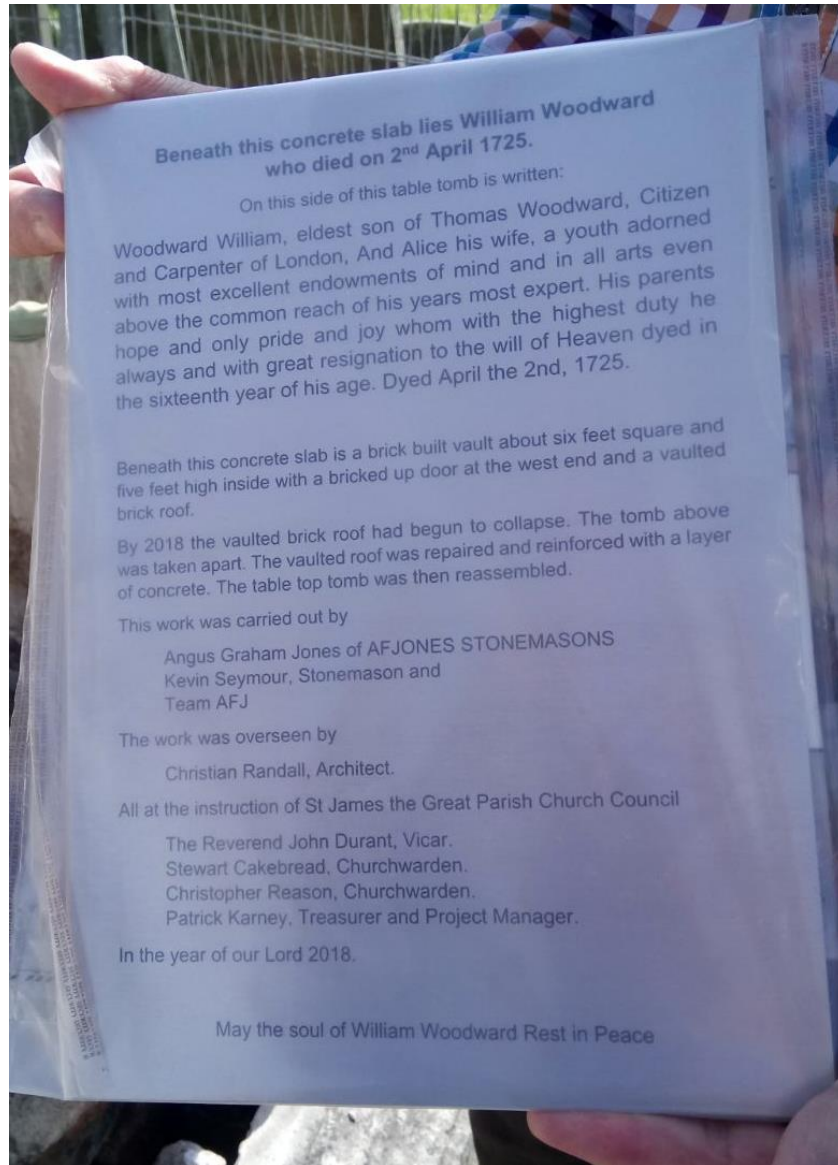 Beneath this concrete slab lies William Woodward
who died on 2nd April 1725.
On this side of this table tomb is written:
Woodward William, eldest son of Thomas Woodward, Citizen
and Carpenter of London, And Alice his wife, a youth adorned
with most excellent endowments of mind and in all arts even
above the common reach of his years most expert. His parents
hope and only pride and joy whom with the highest duty he
always and with great resignation to the will of Heaven dyed in
the sixteenth year of his age. Dyed April the 2nd, 1725.
Beneath this concrete slab is a brick built vault about six feet square and
five feet high inside with a bricked up door at the west end and a vaulted
brick roof.
By 2018 the vaulted brick roof had begun to collapse. The tomb above
was taken apart. The vaulted roof was repaired and reinforced with a layer
of concrete. The table top tomb was then reassembled.
This work was carried out by
Angus Graham Jones of AFJONES STONEMASONS
Kevin Seymour, Stonemason and
Team AFJ
The work was overseen by
Christian Randall, Architect.
All at the instruction of St James the Great Parish Church Council
The Reverend John Durant, Vicar.
Stewart Cakebread, Churchwarden.
Christopher Reason, Churchwarden.
Patrick Karney, Treasurer and Project Manager.
In the year of our Lord 2018.
May the soul of William Woodward Rest in Peace